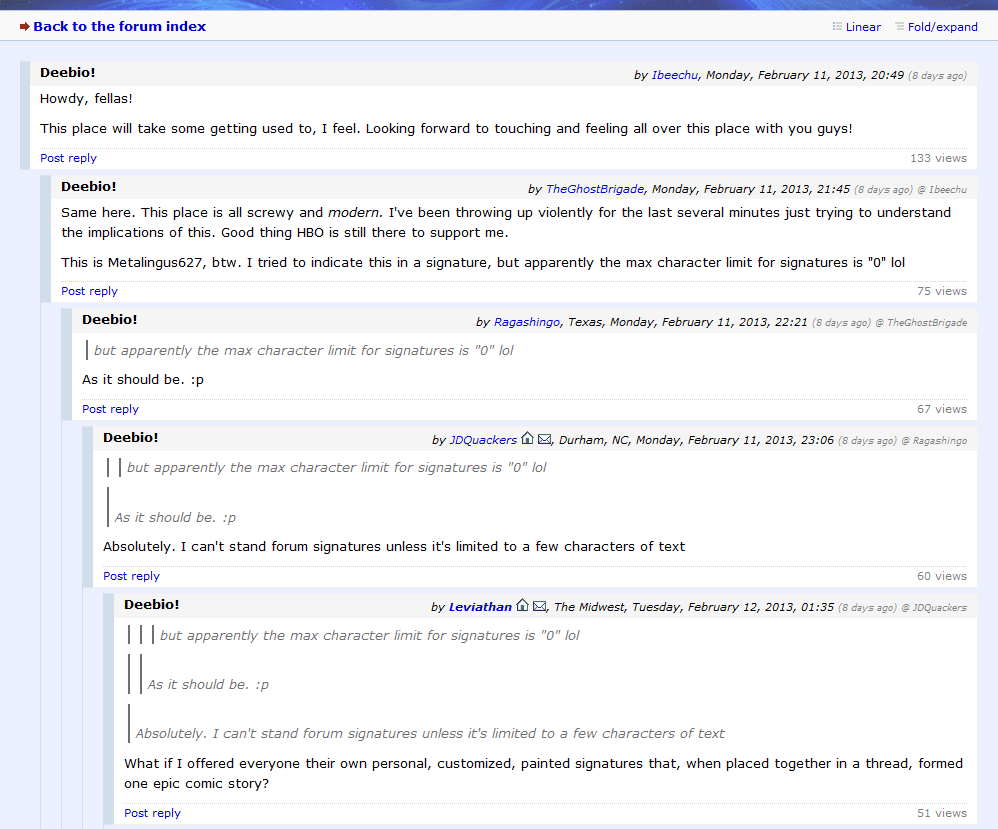 Back to the forum index
Linear Fold/expand
Deebio!
by Ibeechu, Monday, February 11, 2013, 20:49 (8 days ago)
Howdy, fellas!
This place will take some getting used to, I feel. Looking forward to touching and feeling all over this place with you guys!
Post reply
133 views
Deebio!
by TheGhostBrigade, Monday, February 11, 2013, 21:45 (8 days ago) @ Ibeechu
Same here. This place is all screwy and modern. I've been throwing up violently for the last several minutes just trying to understand
the implications of this. Good thing HBO is still there to support me.
This is Metalingus627, btw. I tried to indicate this in a signature, but apparently the max character limit for signatures is "0" lol
Post reply
75 views
Deebio!
by Ragashingo, Texas, Monday, February 11, 2013, 22:21 (8 days ago) @ TheGhostBrigade
but apparently the max character limit for signatures is "0" lol
As it should be. :p
Post reply
67 views
Deebio!
by JDQuackers, Durham, NC, Monday, February 11, 2013, 23:06 (8 days ago) @ Ragashingo
but apparently the max character limit for signatures is "0" lol
As it should be. :p
Absolutely. I can't stand forum signatures unless it's limited to a few characters of text
Post reply
60 views
Deebio!
by Leviathan, The Midwest, Tuesday, February 12, 2013, 01:35 (8 days ago) @ JDQuackers
but apparently the max character limit for signatures is "0" lol
As it should be. :p
Absolutely. I can't stand forum signatures unless it's limited to a few characters of text
What if I offered everyone their own personal, customized, painted signatures that, when placed together in a thread, formed
one epic comic story?
Post reply
51 views